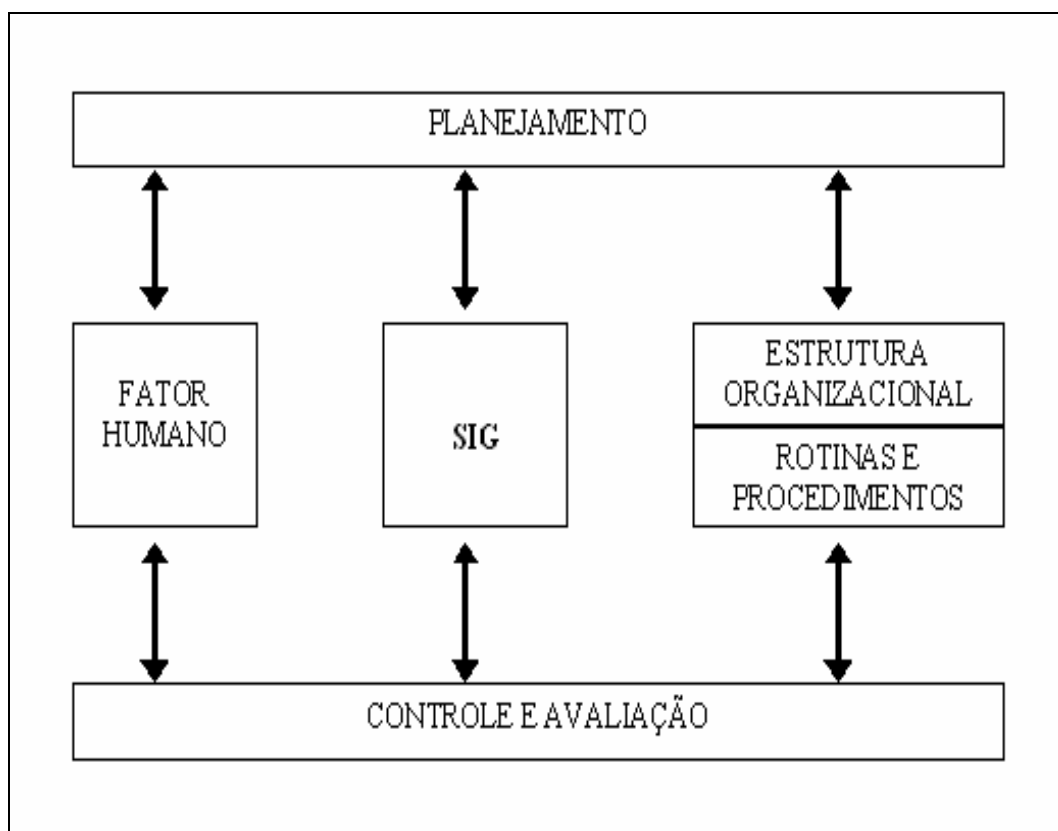 PLANEJAMENTO
FATOR
HUMANO
SIG
ESTRUTURA
ORGANIZACIONAL
ROTINAS E
PROCEDIMENTOS
CONTROLE E AVALIAÇÃO